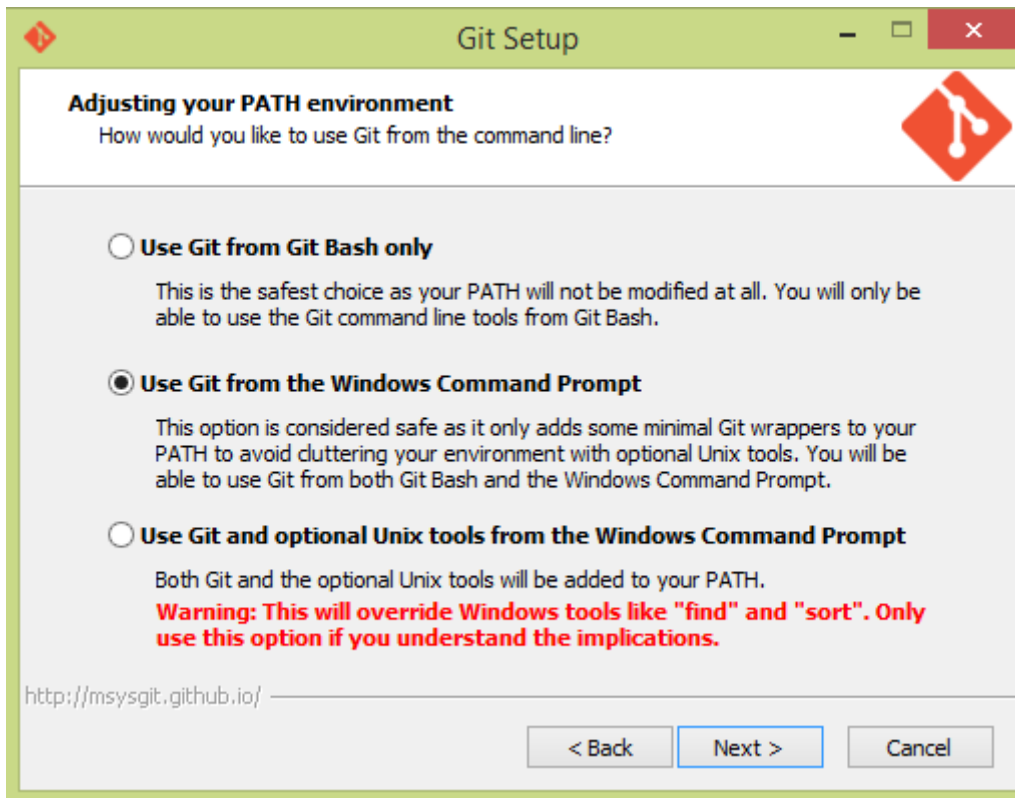 Git Setup
Adjusting your PATH environment
How would you like to use Git from the command line?
Use Git from Git Bash only
This is the safest choice as your PATH will not be modified at all. You will only be
able to use the Git command line tools from Git Bash.
Use Git from the Windows Command Prompt
This option is considered safe as it only adds some minimal Git wrappers to your
PATH to avoid cluttering your environment with optional Unix tools. You will be
able to use Git from both Git Bash and the Windows Command Prompt.
Use Git and optional Unix tools from the Windows Command Prompt
Both Git and the optional Unix tools will be added to your PATH.
Warning: This will override Windows tools like "find" and "sort". Only
use this option if you understand the implications.
http://msysgit.github.io/
< Back
Next >
Cancel